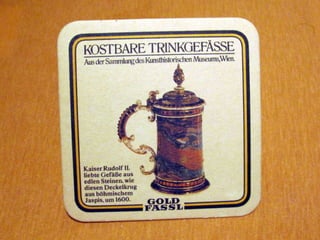 KOSTBARE TRINKGEFÄSSE
Aus der Sammlung des Kunsthistorischen Museums, Wien.
Kaiser Rudolf II.
liebte Gefäße aus
edlen Steinen, wie
diesen Deckelkrug
aus böhmischem
Jaspis, um 1600.
GOLD
FASSL